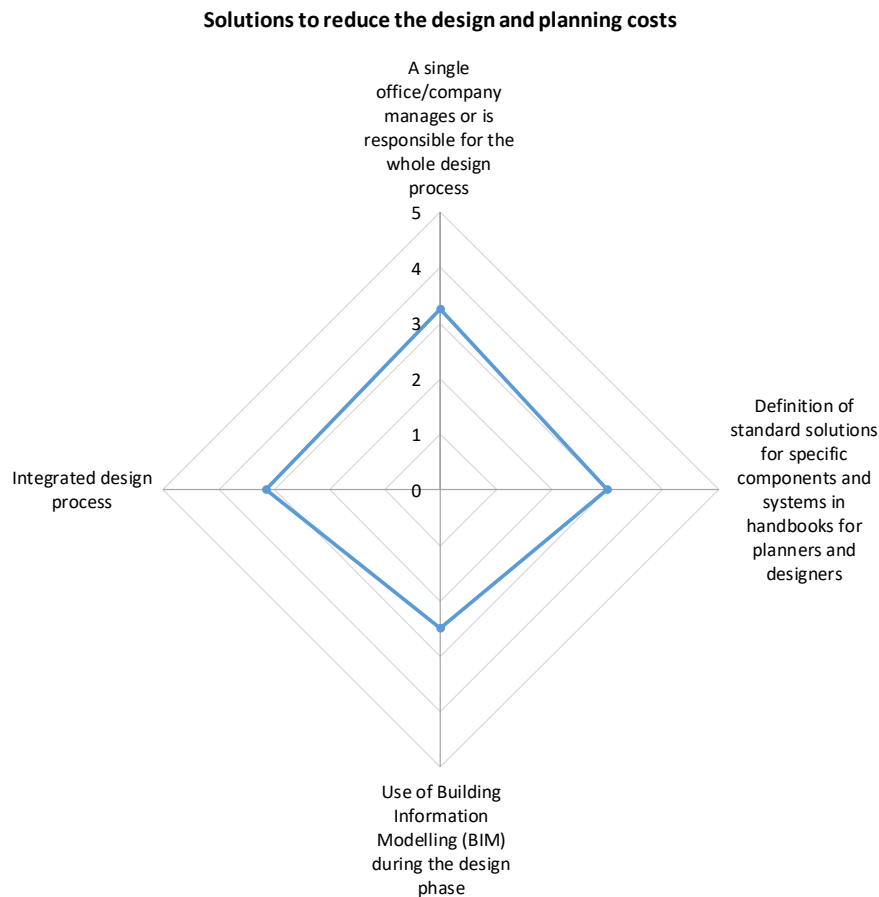 Solutions to reduce the design and planning costs
A single
office/company
manages or is
responsible for the
whole design
process
5
4
3
2
1
0
Definition of
standard solutions
for specific
components and
systems in
handbooks for
planners and
designers
Integrated design
process
Use of Building
Information
Modelling (BIM)
during the design
phase